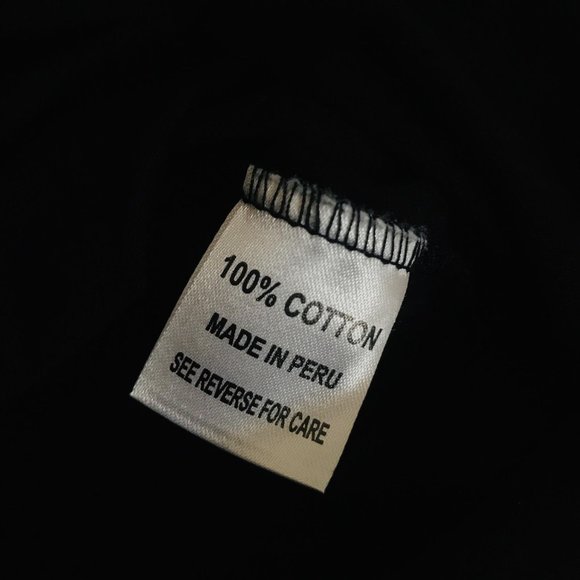 100% COTTON
MADE IN PERU
SEE REVERSE FOR CARE